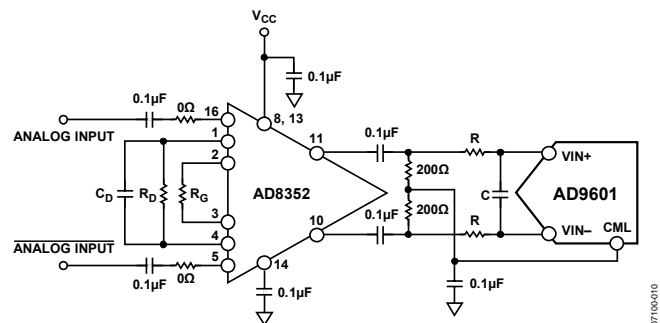 VCC
0.1µF
0.1µF
0Ω
16
8, 13
ANALOG INPUT
1
2
11
0.1µF
R
VIN+
CD
RD
RG
AD8352
200Ω
200Ω
C
AD9601
3
4
10
0.1µF
R
VIN–
CML
ANALOG INPUT
5
14
0.1µF
0Ω
0.1µF
0.1µF
07100-010